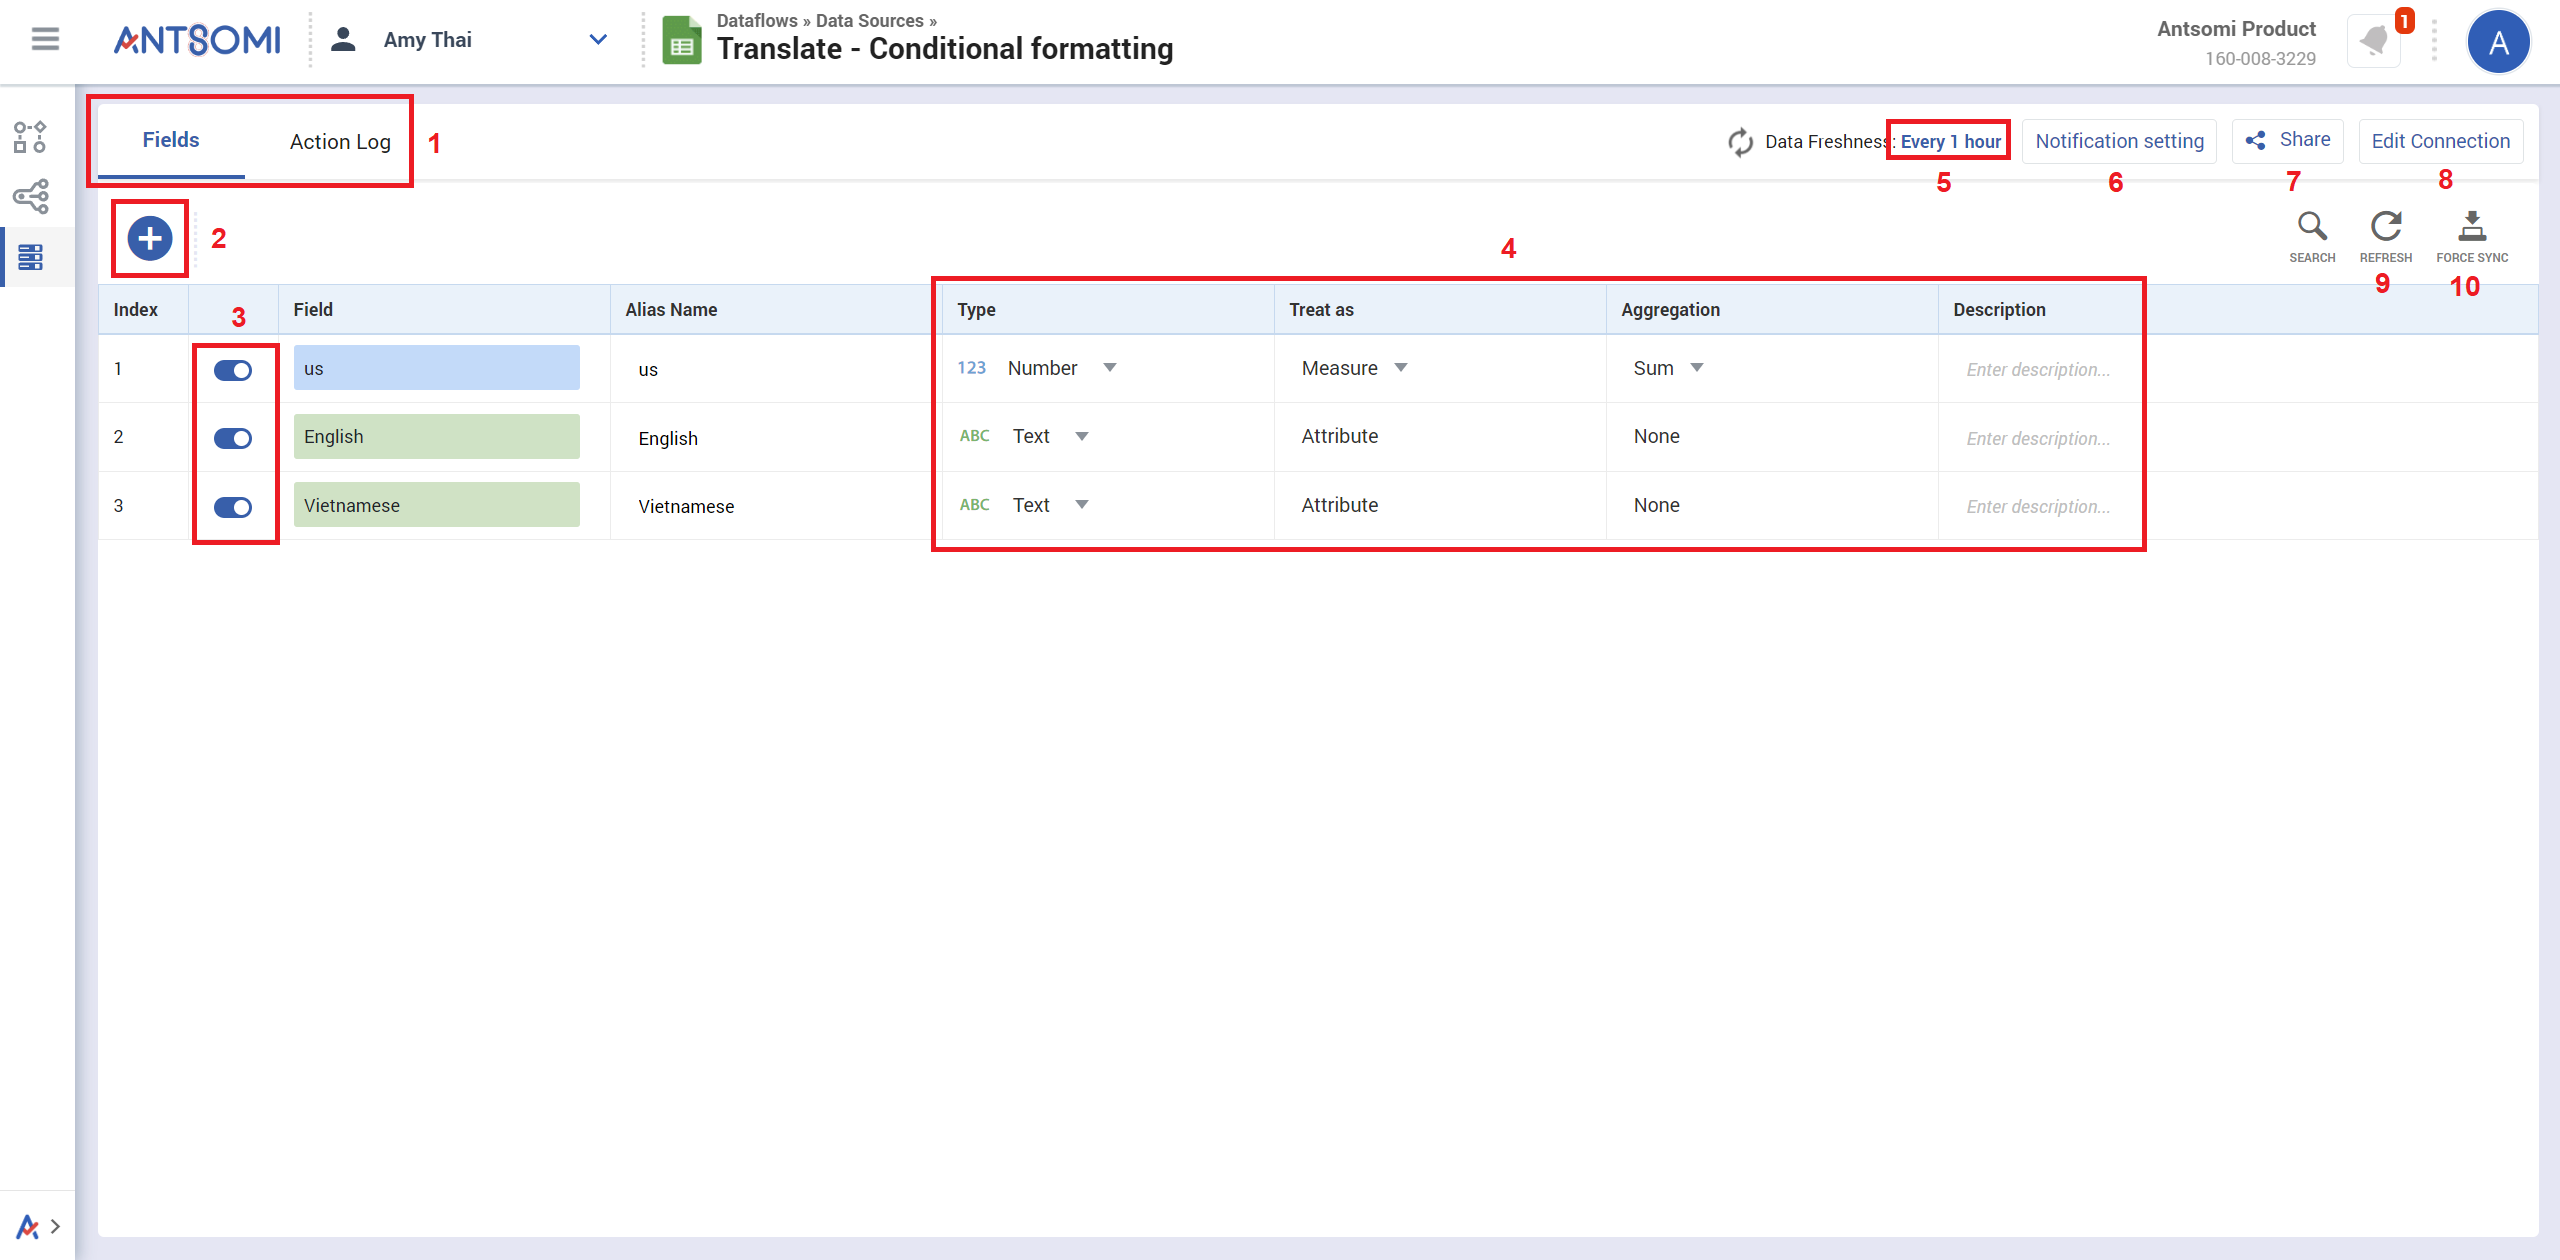 ANTSOMI
Amy Thai
Dataflows » Data Sources »
Translate - Conditional formatting
Antsomi Product
160-008-3229
1
A
Fields
Action Log
1
Data Freshness: Every 1 hour
Notification setting
Share
Edit Connection
5
6
7
8
2
4
SEARCH
REFRESH
FORCE SYNC
9
10
Index
3
Field
Alias Name
Type
Treat as
Aggregation
Description
1
us
us
123 Number
Measure
Sum
Enter description...
2
English
English
ABC Text
Attribute
None
Enter description...
3
Vietnamese
Vietnamese
ABC Text
Attribute
None
Enter description...